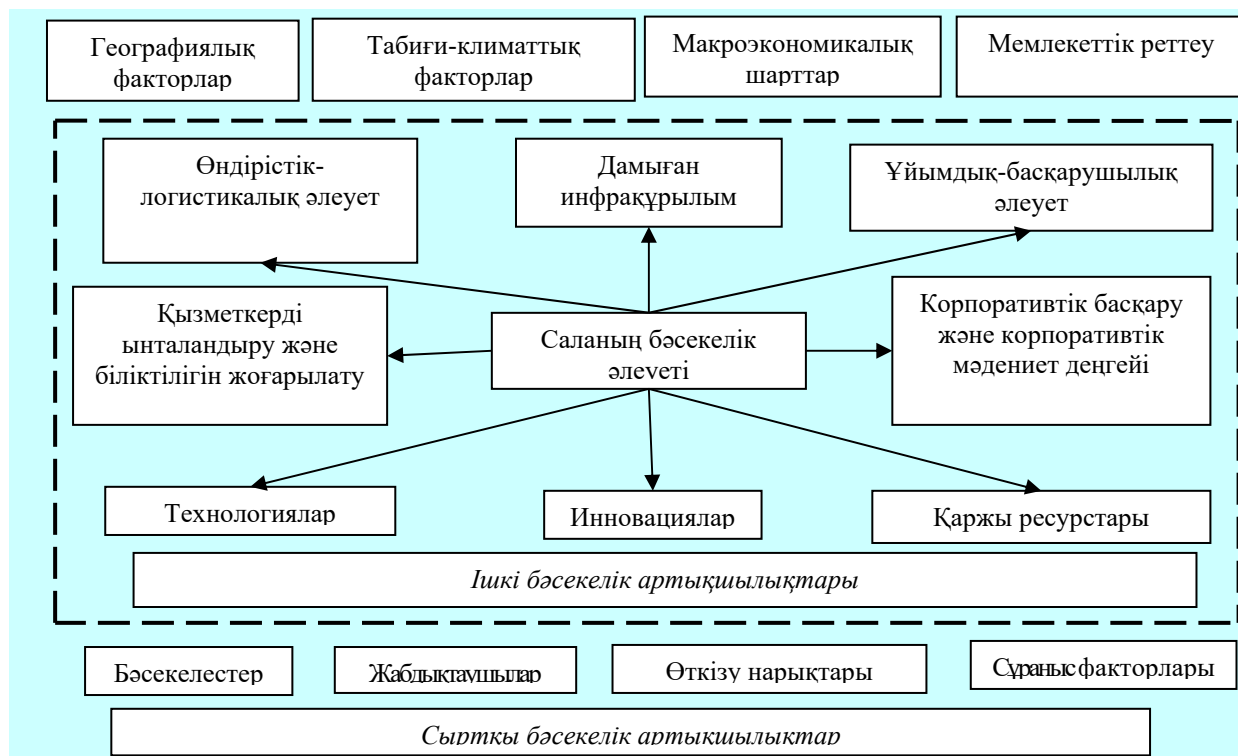 Географиялық
факторлар
Табиғи-климаттық
факторлар
Макроэкономикалық
шарттар
Мемлекеттік реттеу
Өндірістік-
логистикалық әлеует
Дамыған
инфрақұрылым
Ұйымдық-басқарушылық
әлеует
Қызметкерді
ынталандыру және
біліктілігін жоғарылату
Саланың бәсекелік
әлеуеті
Корпоративтік басқару
және корпоративтік
мәдениет деңгейі
Технологиялар
Инновациялар
Қаржы ресурстары
Ішкі бәсекелік артықшылықтары
Бәсекелестер
Жабдықтаушылар
Өткізу нарықтары
Сұраныс факторлары
Сыртқы бәсекелік артықшылықтар